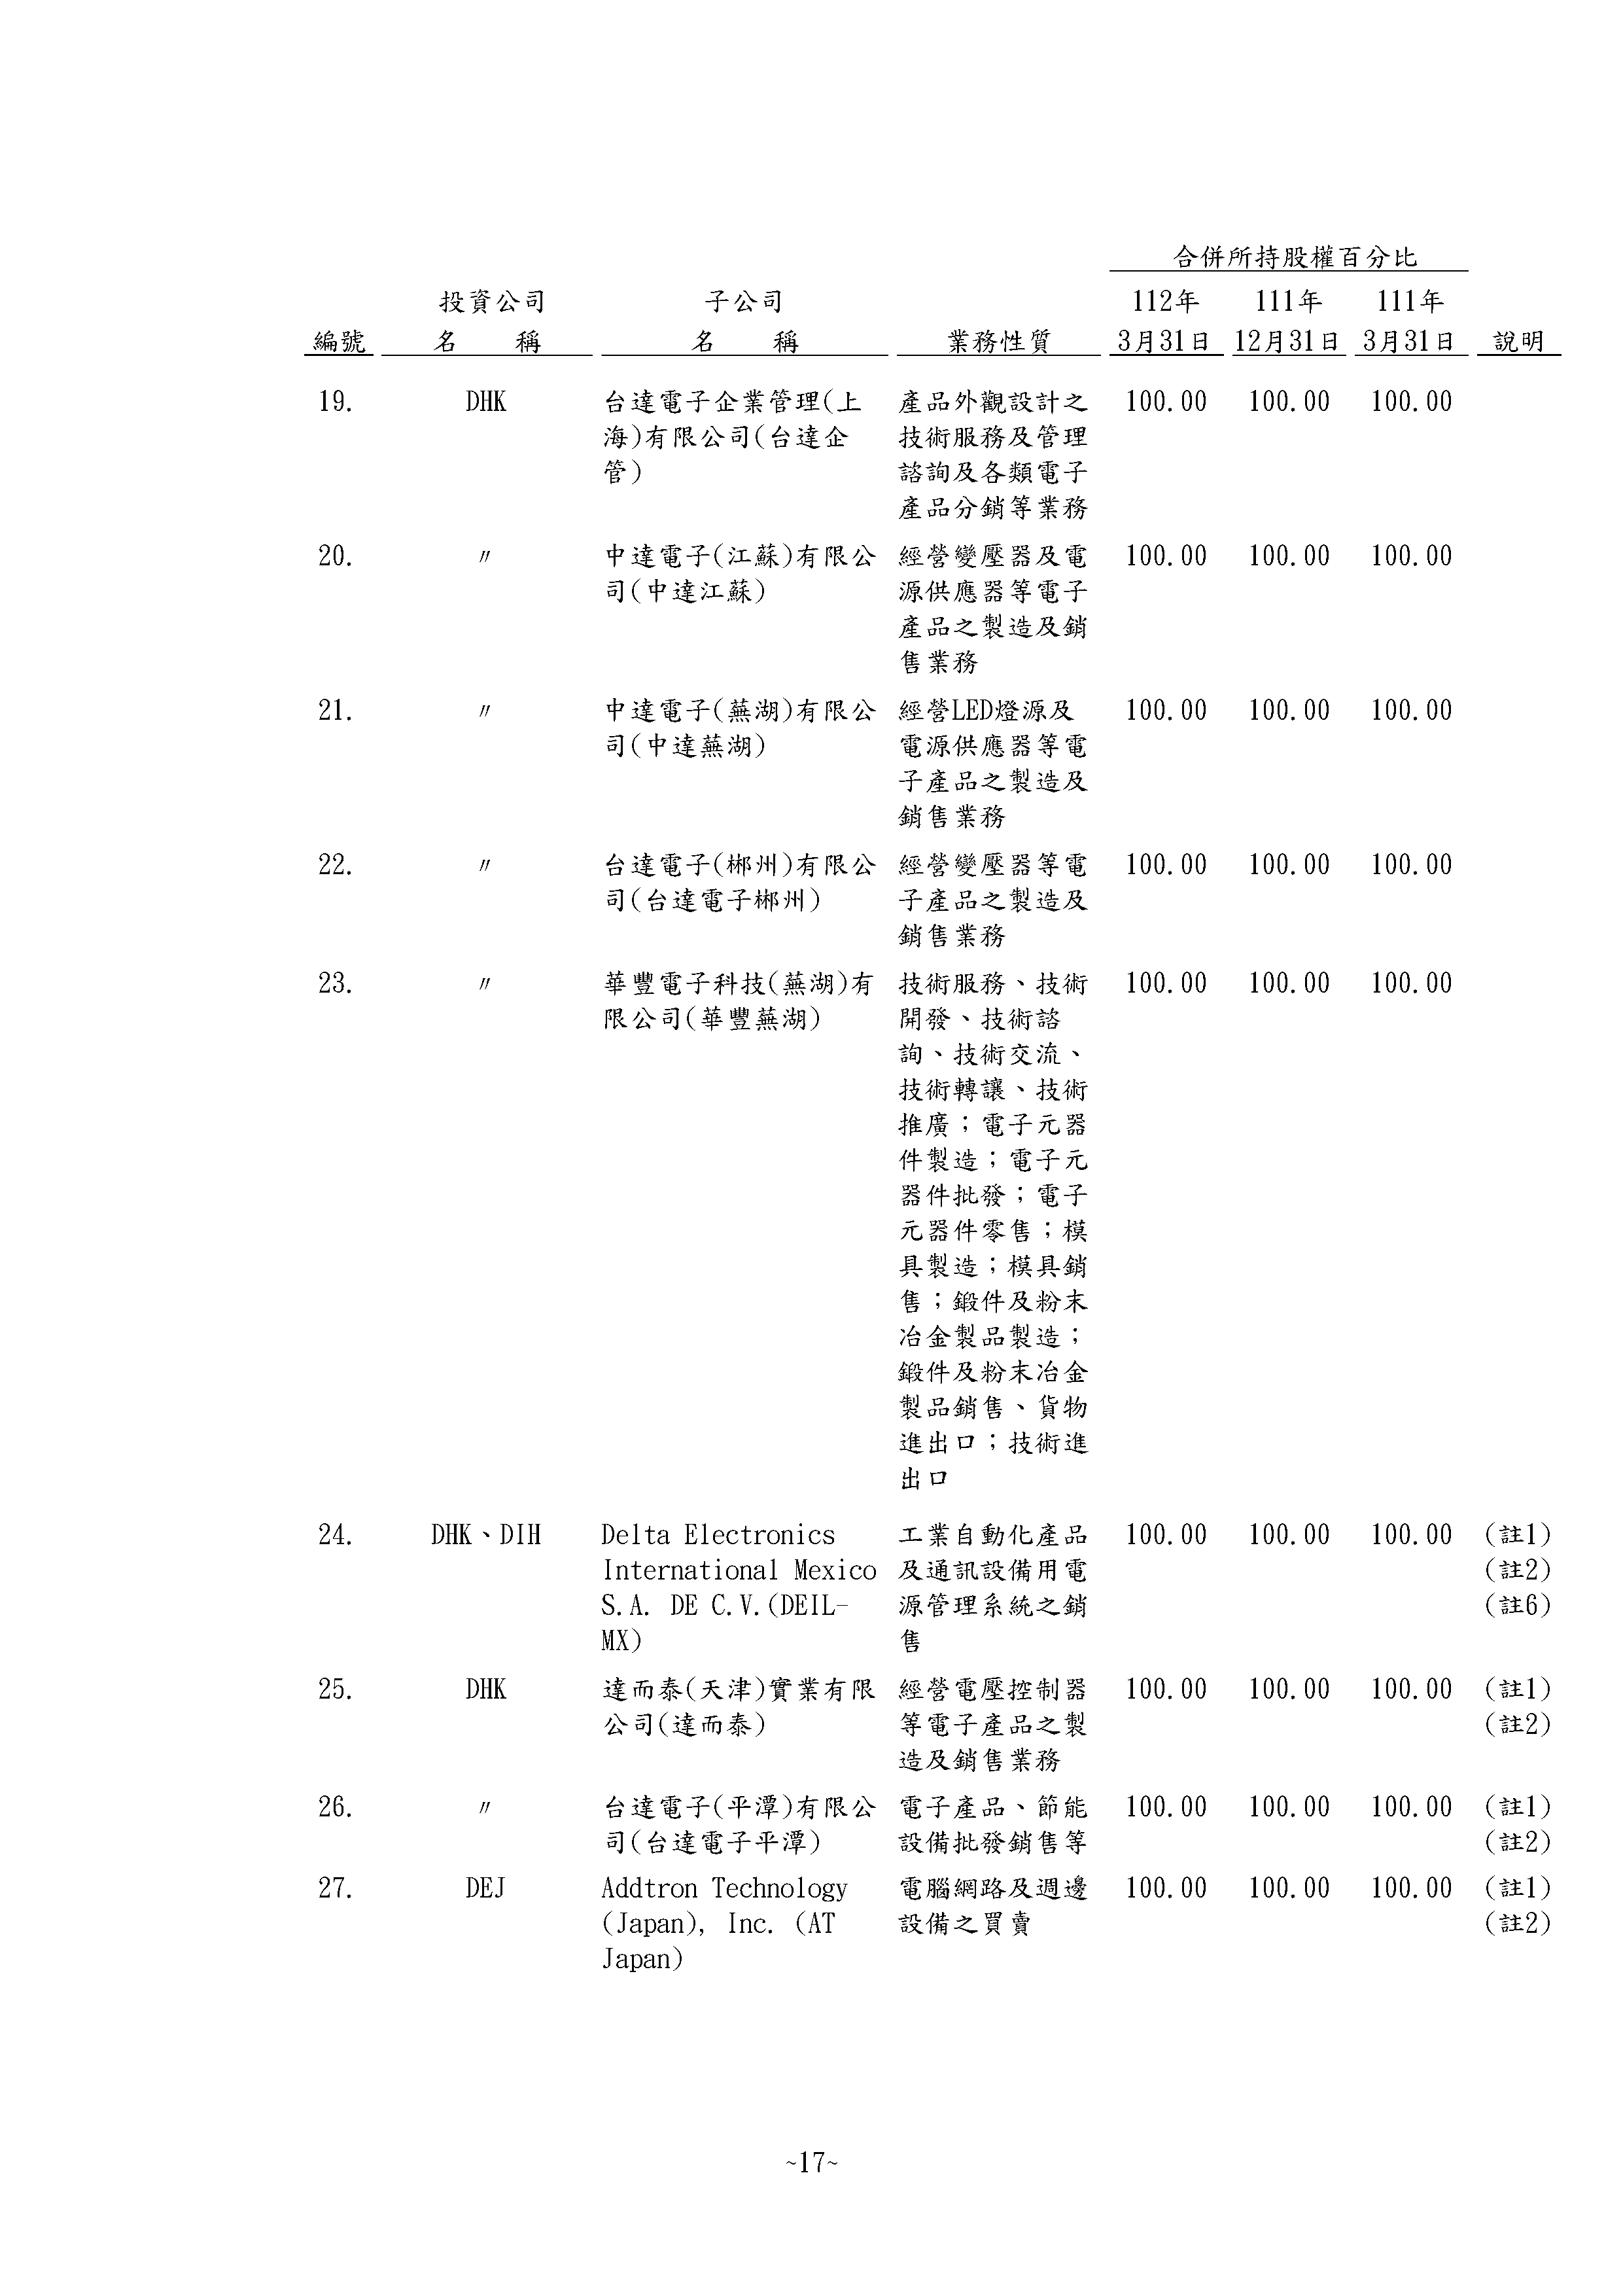 合併所持股權百分比
投資公司 子公司 112年 111年 111年
編號 名 稱 名 稱 業務性質 3月31日 12月31日 3月31日 說明
19. DHK 台達電子企業管理(上 產品外觀設計之 100.00 100.00 100.00
海)有限公司(台達企 技術服務及管理
管) 諮詢及各類電子
產品分銷等業務
20. 〃 中達電子(江蘇)有限公 經營變壓器及電 100.00 100.00 100.00
司(中達江蘇) 源供應器等電子
產品之製造及銷
售業務
21. 〃 中達電子(蕪湖)有限公 經營LED燈源及 100.00 100.00 100.00
司(中達蕪湖) 電源供應器等電
子產品之製造及
銷售業務
22. 〃 台達電子(郴州)有限公 經營變壓器等電 100.00 100.00 100.00
司(台達電子郴州) 子產品之製造及
銷售業務
23. 〃 華豐電子科技(蕪湖)有 技術服務、技術 100.00 100.00 100.00
限公司(華豐蕪湖) 開發、技術諮
詢、技術交流、
技術轉讓、技術
推廣；電子元器
件製造；電子元
器件批發；電子
元器件零售；模
具製造；模具銷
售；鍛件及粉末
冶金製品製造；
鍛件及粉末冶金
製品銷售、貨物
進出口；技術進
出口
24. DHK、DIH Delta Electronics 工業自動化產品 100.00 100.00 100.00 (註1)
International Mexico 及通訊設備用電 (註2)
S.A. DE C.V.(DEIL- 源管理系統之銷 (註6)
MX) 售
25. DHK 達而泰(天津)實業有限 經營電壓控制器 100.00 100.00 100.00 (註1)
公司(達而泰) 等電子產品之製 (註2)
造及銷售業務
26. 〃 台達電子(平潭)有限公 電子產品、節能 100.00 100.00 100.00 (註1)
司(台達電子平潭) 設備批發銷售等 (註2)
27. DEJ Addtron Technology 電腦網路及週邊 100.00 100.00 100.00 (註1)
(Japan), Inc. (AT 設備之買賣 (註2)
Japan)
~17~